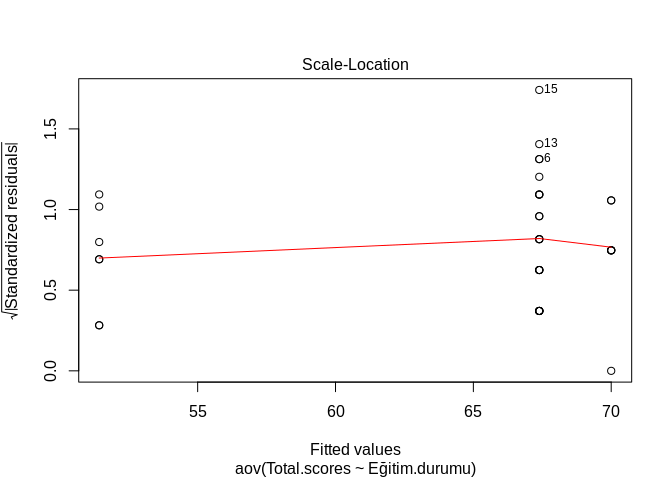 Scale-Location
√|Standardized residuals|
1.5
1.0
0.5
0.0
15
13
6
55 60 65 70
Fitted values
aov(Total.scores ~ Eğitim.durumu)